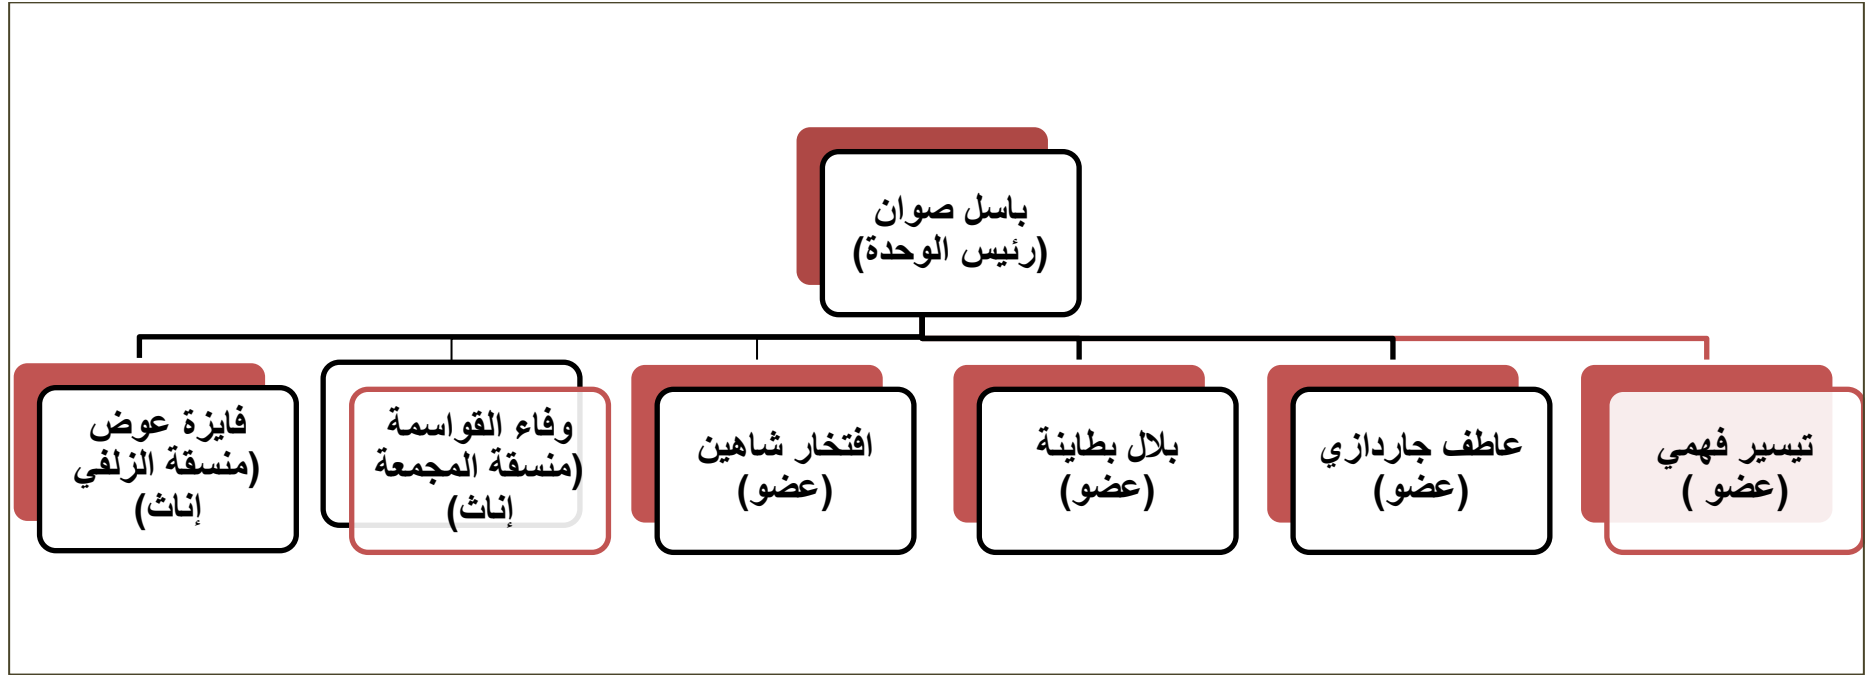 باسل صوان
(رئيس الوحدة)
تيسير فهمي
(عضو )
عاطف جاردازي
(عضو)
بلال بطاينة
(عضو)
افتخار شاهين
(عضو)
وفاء القواسمة
(منسقة المجمعة
إناث)
فايزة عوض
(منسقة الزلفي
إناث)